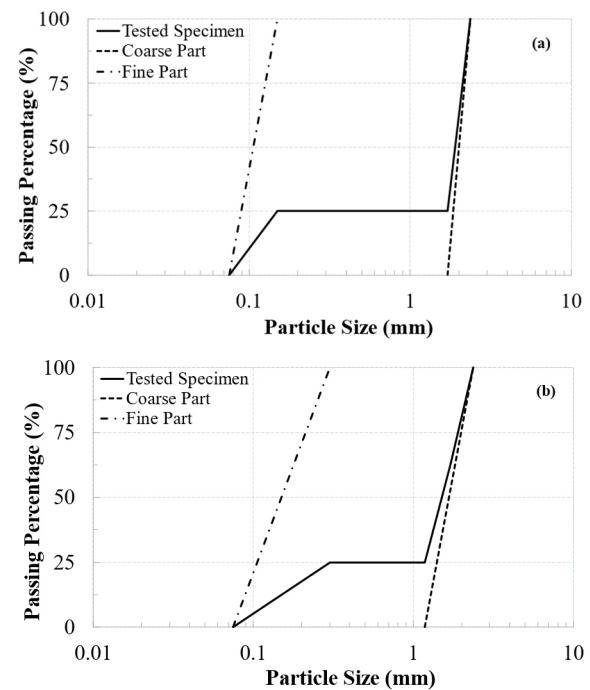 100
Tested Specimen
Coarse Part
Fine Part
(a)
75
50
25
0
Passing Percentage (%)
0.01
0.1
1
10
Particle Size (mm)
100
Tested Specimen
Coarse Part
Fine Part
(b)
75
50
25
0
Passing Percentage (%)
0.01
0.1
1
10
Particle Size (mm)